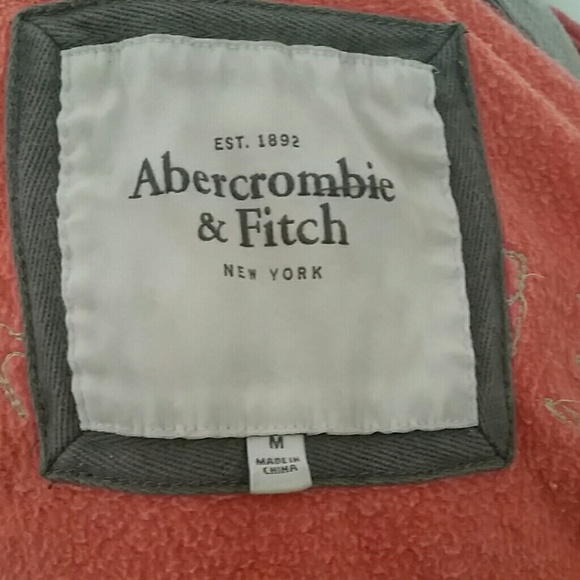 EST. 1892
Abercrombie
& Fitch
NEW YORK
M
MADE IN
CHINA